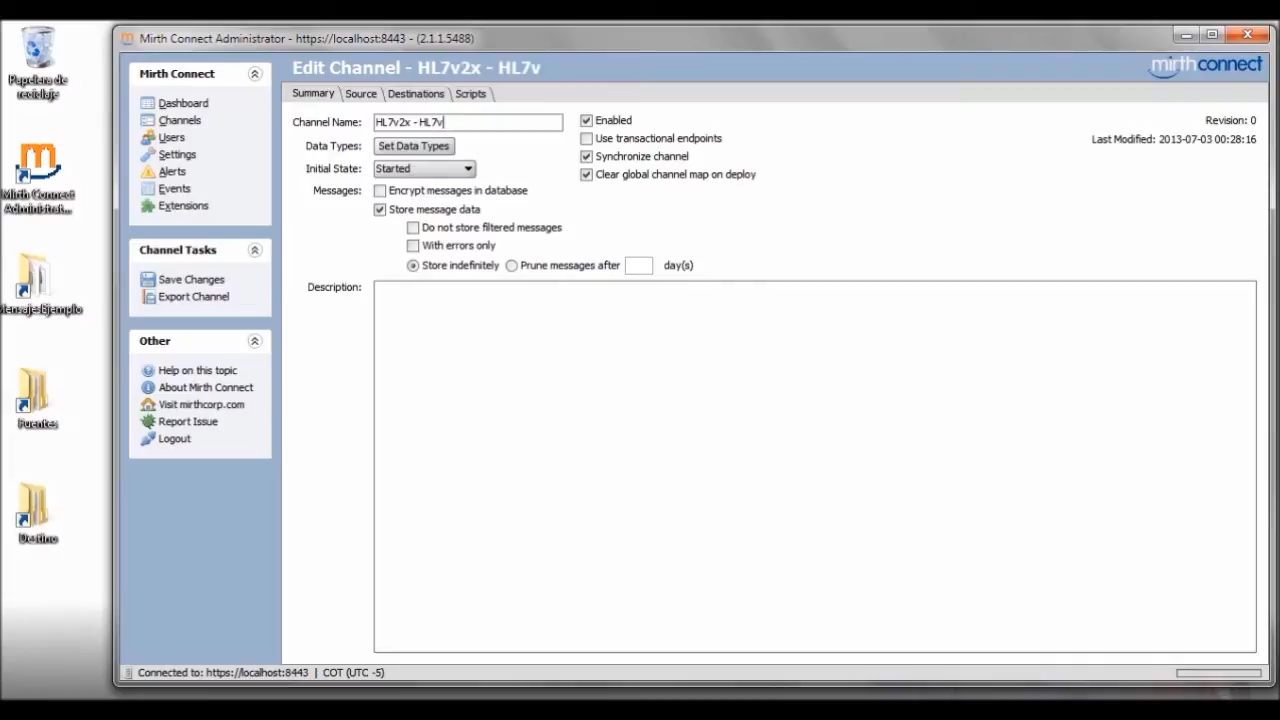 Papelera de
reciclaje
Mirth Connect
Administrat...
MensajeEjemplo
Fuentes
Destino
Mirth Connect Administrator - https://localhost:8443 - (2.1.1.5488)
Mirth Connect
Dashboard
Channels
Users
Settings
Alerts
Events
Extensions
Channel Tasks
Save Changes
Export Channel
Other
Help on this topic
About Mirth Connect
Visit mirthcorp.com
Report Issue
Logout
Edit Channel - HL7v2x - HL7v
mirthconnect
Summary Source Destinations Scripts
Channel Name: HL7v2x - HL7v
Enabled
Revision: 0
Data Types: Set Data Types
Use transactional endpoints
Last Modified: 2013-07-03 00:28:16
Initial State: Started
Synchronize channel
Clear global channel map on deploy
Messages: Encrypt messages in database
Store message data
Do not store filtered messages
With errors only
Store indefinitely Prune messages after day(s)
Description:
Connected to: https://localhost:8443 | COT (UTC -5)